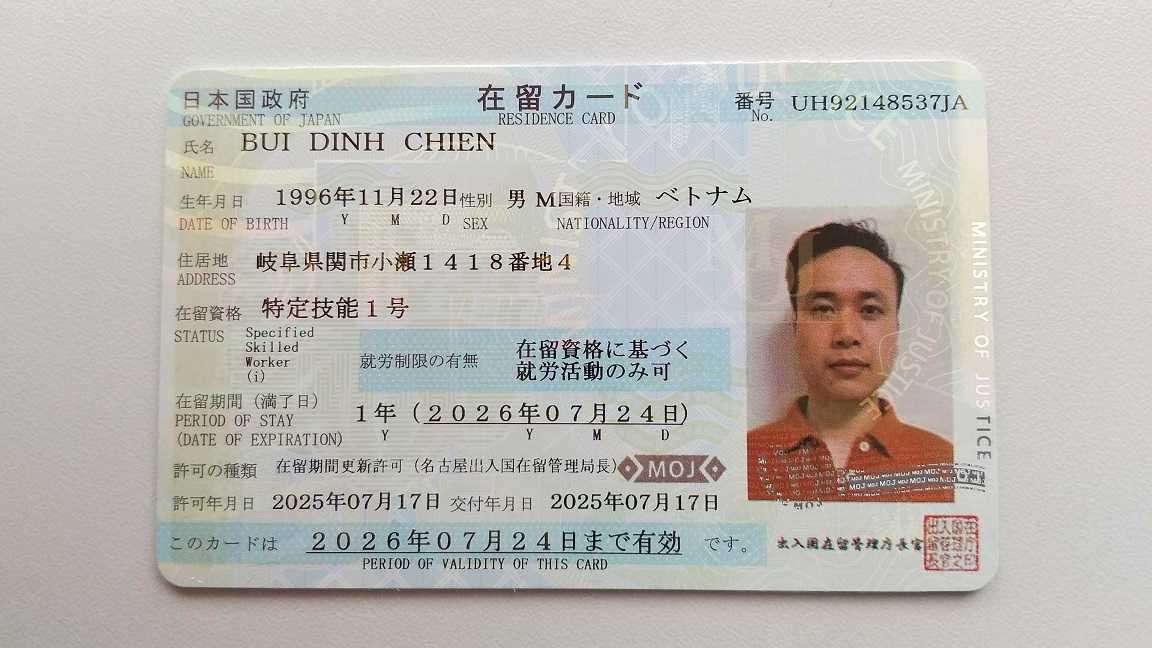 日本国政府 在留カード 番号 UH92148537JA
GOVERNMENT OF JAPAN RESIDENCE CARD No.
氏名 BUI DINH CHIEN
NAME
生年月日 1996年11月22日 性別 男 M. 国籍・地域 ベトナム
DATE OF BIRTH Y M D SEX NATIONALITY/REGION
住居地 岐阜県関市小瀬1418番地4
ADDRESS
在留資格 特定技能1号
STATUS Specified
Skilled
Worker
(i)
就労制限の有無 在留資格に基づく
就労活動のみ可
在留期間(満了日) 1年(2026年07月24日)
PERIOD OF STAY Y Y M D
(DATE OF EXPIRATION)
許可の種類 在留期間更新許可(名古屋出入国在留管理局長) MOJ
許可年月日 2025年07月17日 交付年月日 2025年07月17日
このカードは 2026年07月24日まで有効 です。
PERIOD OF VALIDITY OF THIS CARD
MINISTRY OF JUSTICE
MINISTRY OF JUSTICE
MOJ MOJ MOJ
出入国在留管理庁長官